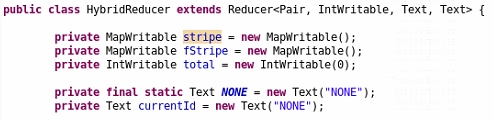 public class HybridReducer extends Reducer<Pair, IntWritable, Text, Text> {
private MapWritable stripe = new MapWritable();
private MapWritable fStripe = new MapWritable();
private IntWritable total = new IntWritable(0);
private final static Text NONE = new Text("NONE");
private Text currentId = new Text("NONE");